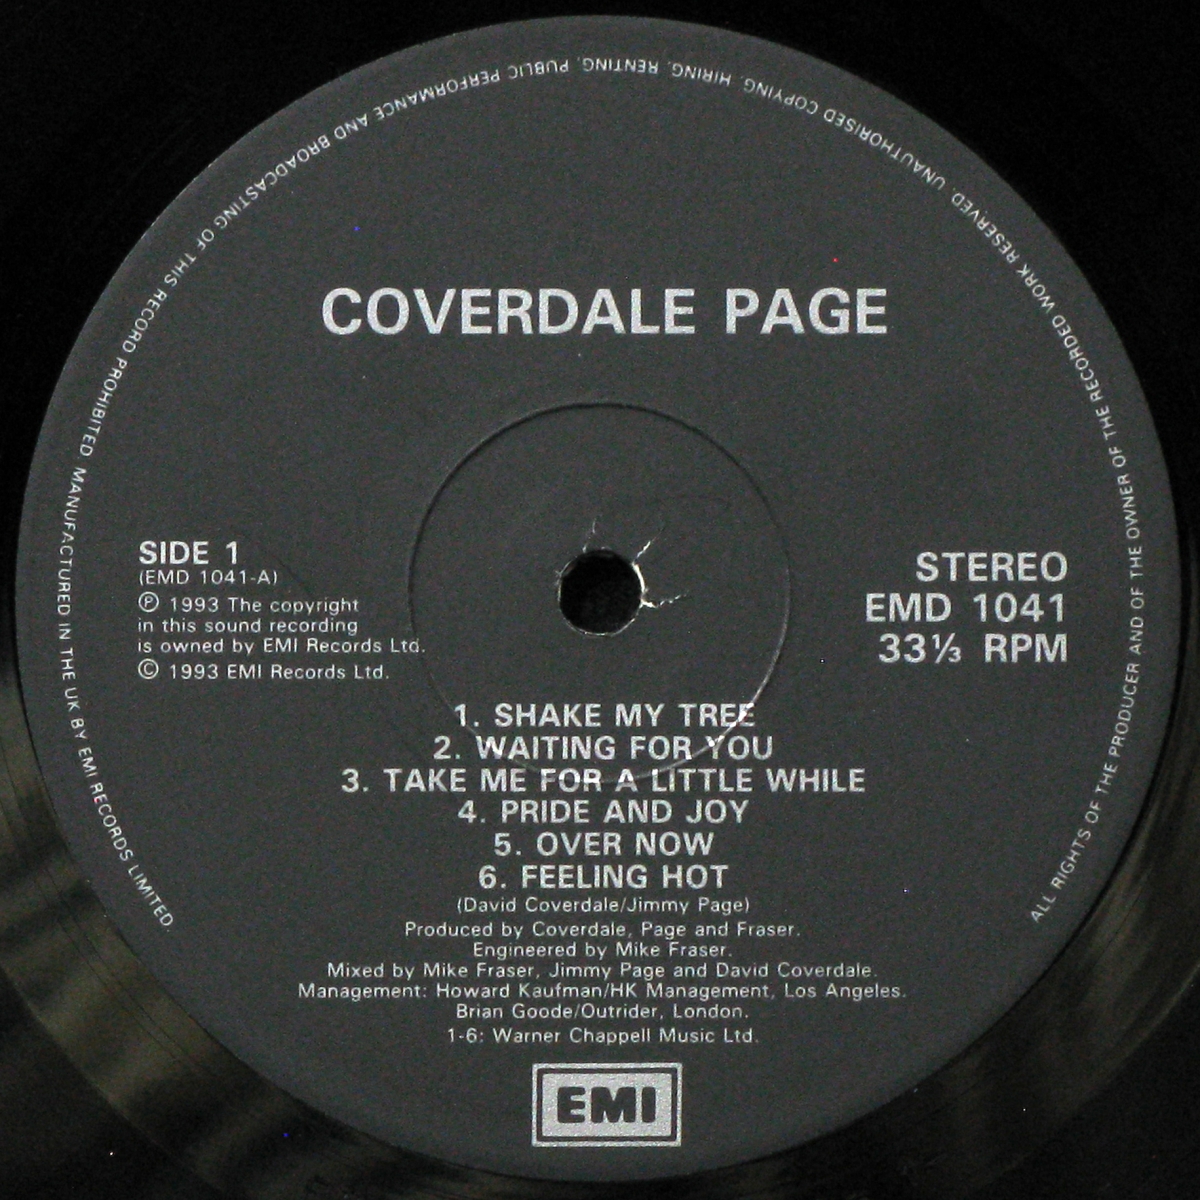 COVERDALE PAGE
SIDE 1
(EMD 1041-A)
Ⓟ 1993 The copyright
in this sound recording
is owned by EMI Records Ltd.
© 1993 EMI Records Ltd.
STEREO
EMD 1041
33⅓ RPM
1. SHAKE MY TREE
2. WAITING FOR YOU
3. TAKE ME FOR A LITTLE WHILE
4. PRIDE AND JOY
5. OVER NOW
6. FEELING HOT
(David Coverdale/Jimmy Page)
Produced by Coverdale, Page and Fraser.
Engineered by Mike Fraser.
Mixed by Mike Fraser, Jimmy Page and David Coverdale.
Management: Howard Kaufman/HK Management, Los Angeles.
Brian Goode/Outrider, London.
1-6: Warner Chappell Music Ltd.
EMI
ALL RIGHTS OF THE PRODUCER AND OF THE OWNER OF THE RECORDED WORK RESERVED. UNAUTHORISED COPYING, HIRING, RENTING, PUBLIC PERFORMANCE AND BROADCASTING OF THIS RECORD PROHIBITED. MANUFACTURED IN THE UK BY EMI RECORDS LIMITED.